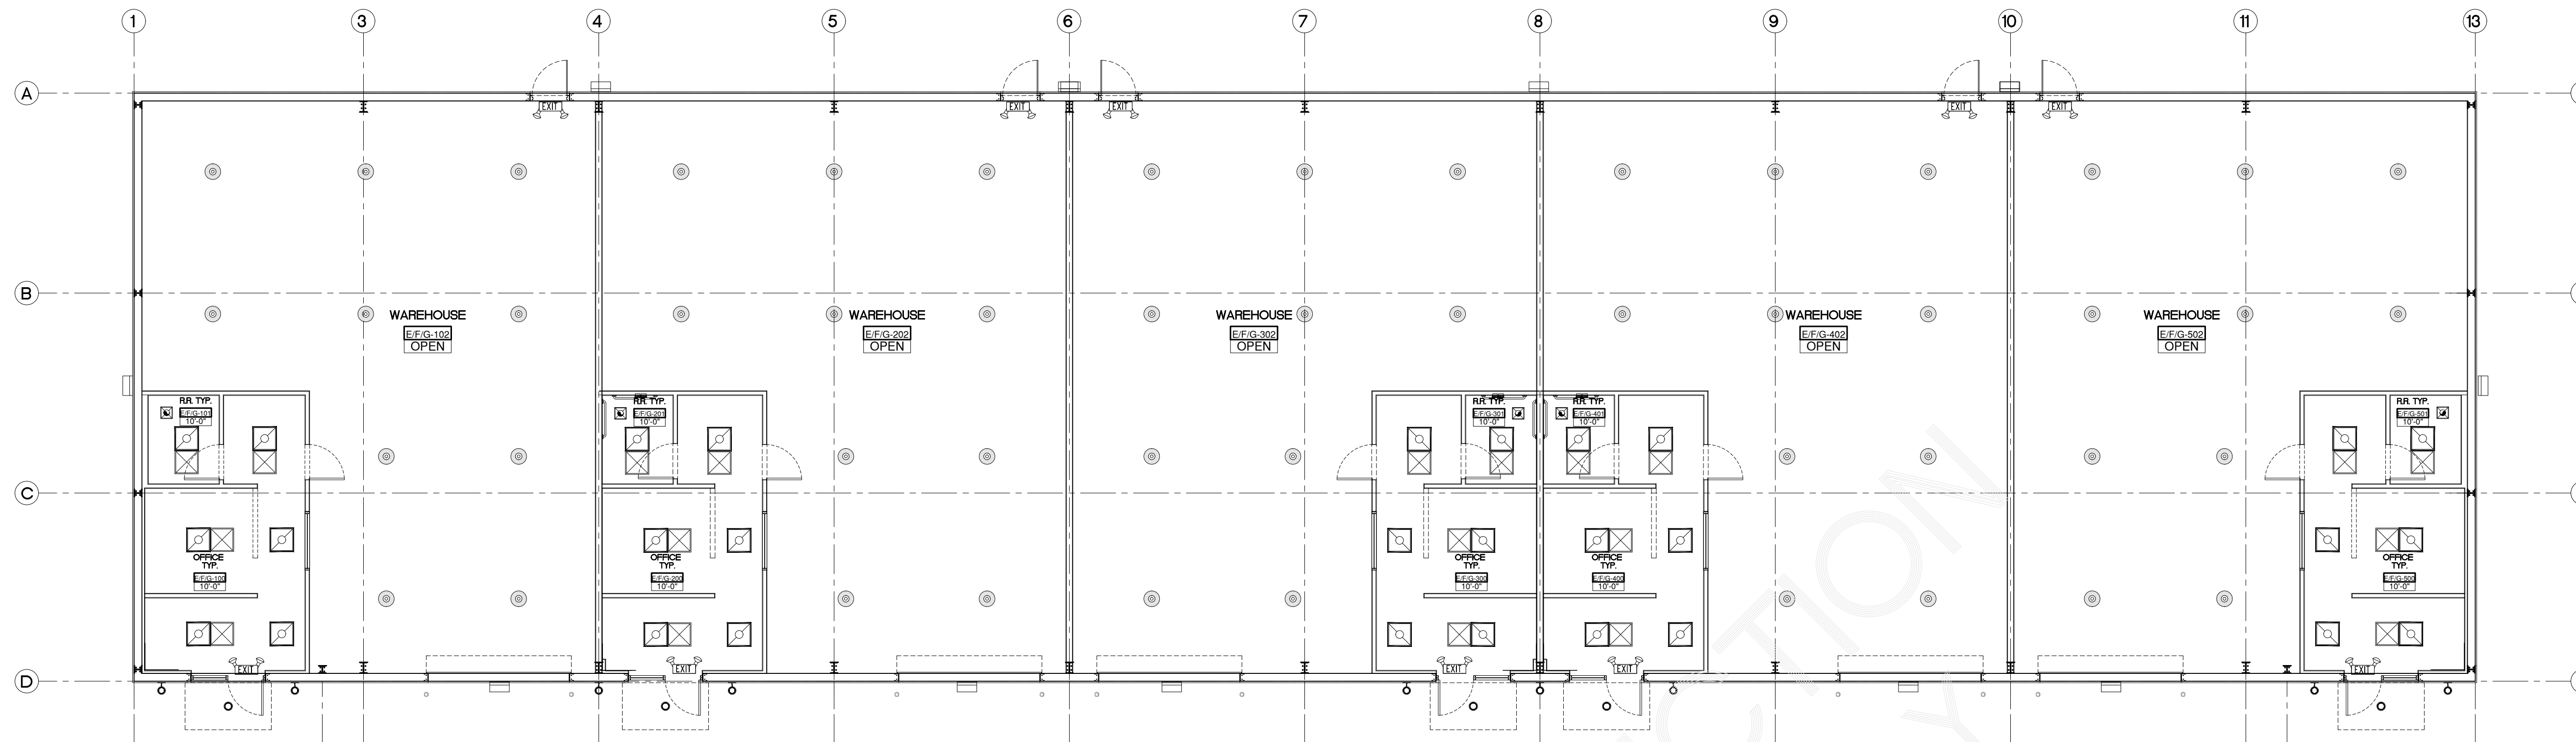 1 3 4 5 6 7 8 9 10 11 13
A
EXIT EXIT EXIT EXIT EXIT
B
WAREHOUSE WAREHOUSE WAREHOUSE WAREHOUSE WAREHOUSE
E/F/G-102 E/F/G-202 E/F/G-302 E/F/G-402 E/F/G-502
OPEN OPEN OPEN OPEN OPEN
R.R. TYP. R.R. TYP. R.R. TYP. R.R. TYP. R.R. TYP.
E/F/G-101 E/F/G-201 E/F/G-301 E/F/G-401 E/F/G-501
10'-0" 10'-0" 10'-0" 10'-0" 10'-0"
C
OFFICE OFFICE OFFICE OFFICE OFFICE
TYP. TYP. TYP. TYP. TYP.
E/F/G-100 E/F/G-200 E/F/G-300 E/F/G-400 E/F/G-500
10'-0" 10'-0" 10'-0" 10'-0" 10'-0"
EXIT EXIT EXIT EXIT EXIT
D
CTION
Y